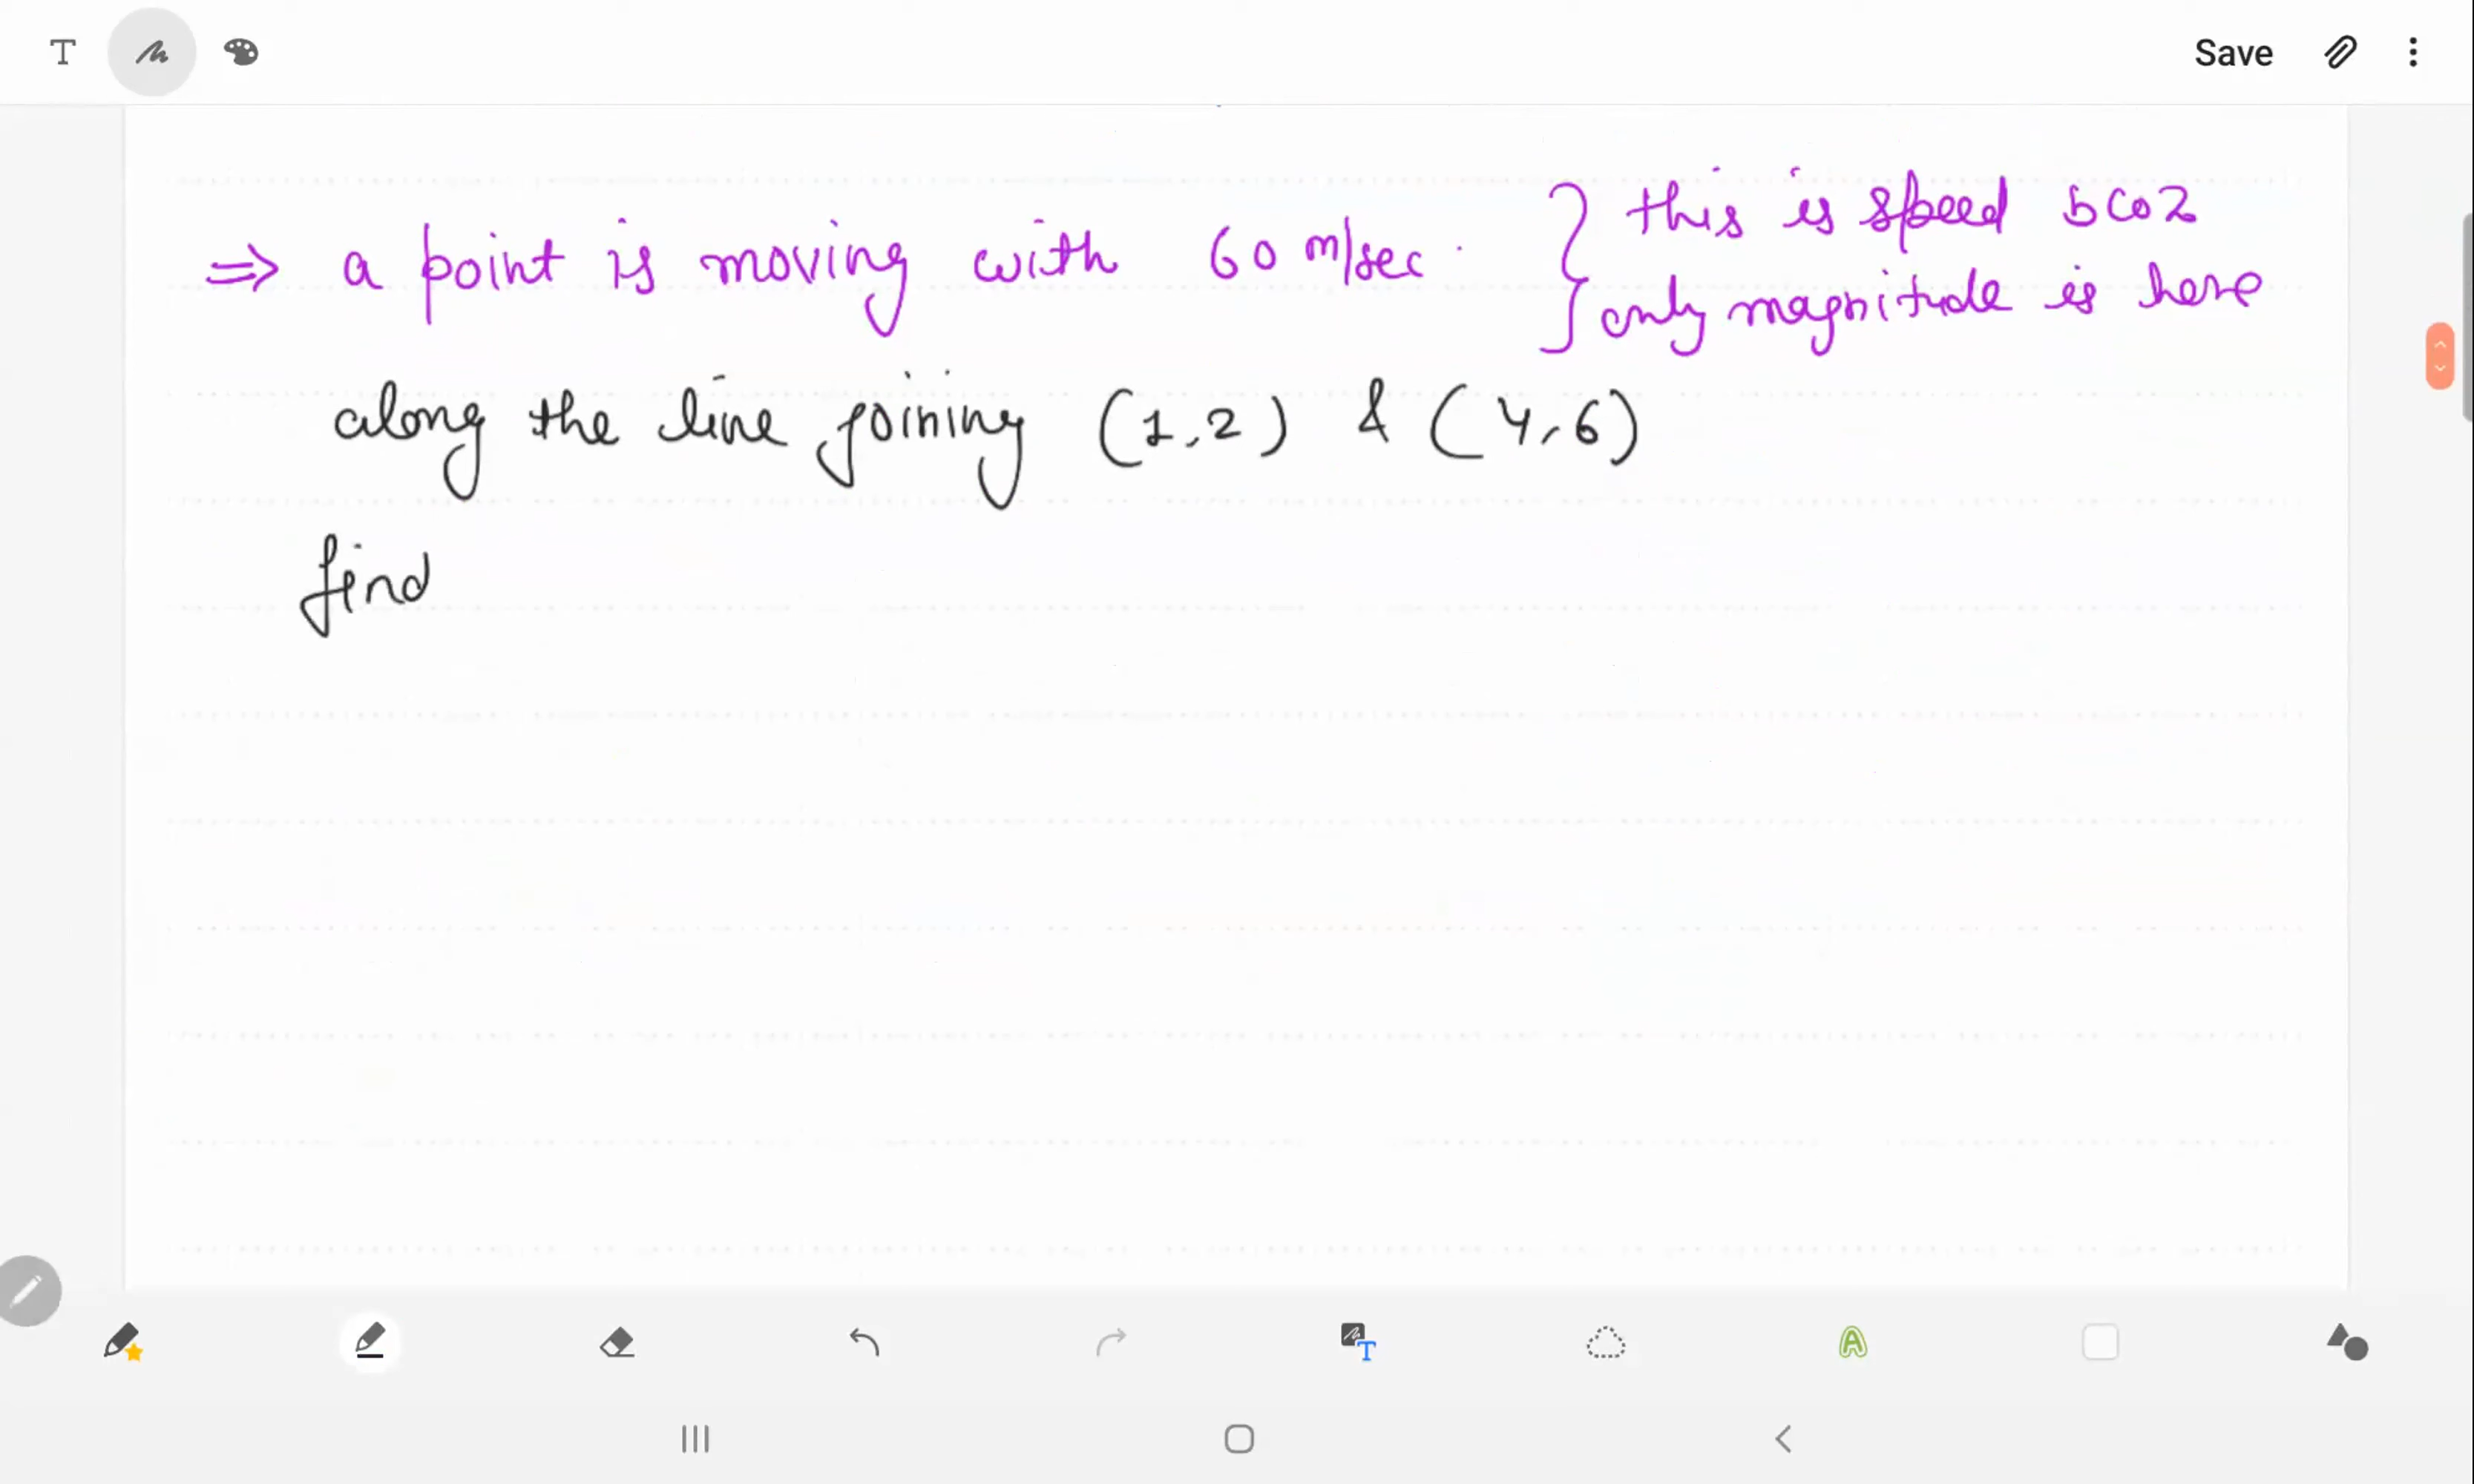 Save
⇒ a point is moving with 60 m/sec. } this is speed bcoz
only magnitude is here
along the line joining (1,2) & (4,6)
find